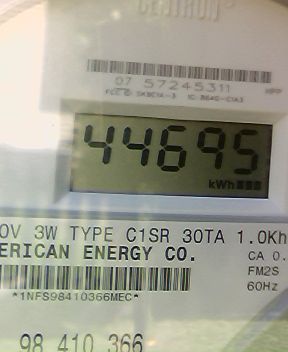 CENTRON®
07 57245311
44695
kWh
0V 3W TYPE C1SR 30TA 1.0Kh
ERICAN ENERGY CO.
CA 0.
FM2S
60Hz
*1NFS98410366MEC*
98 410 366